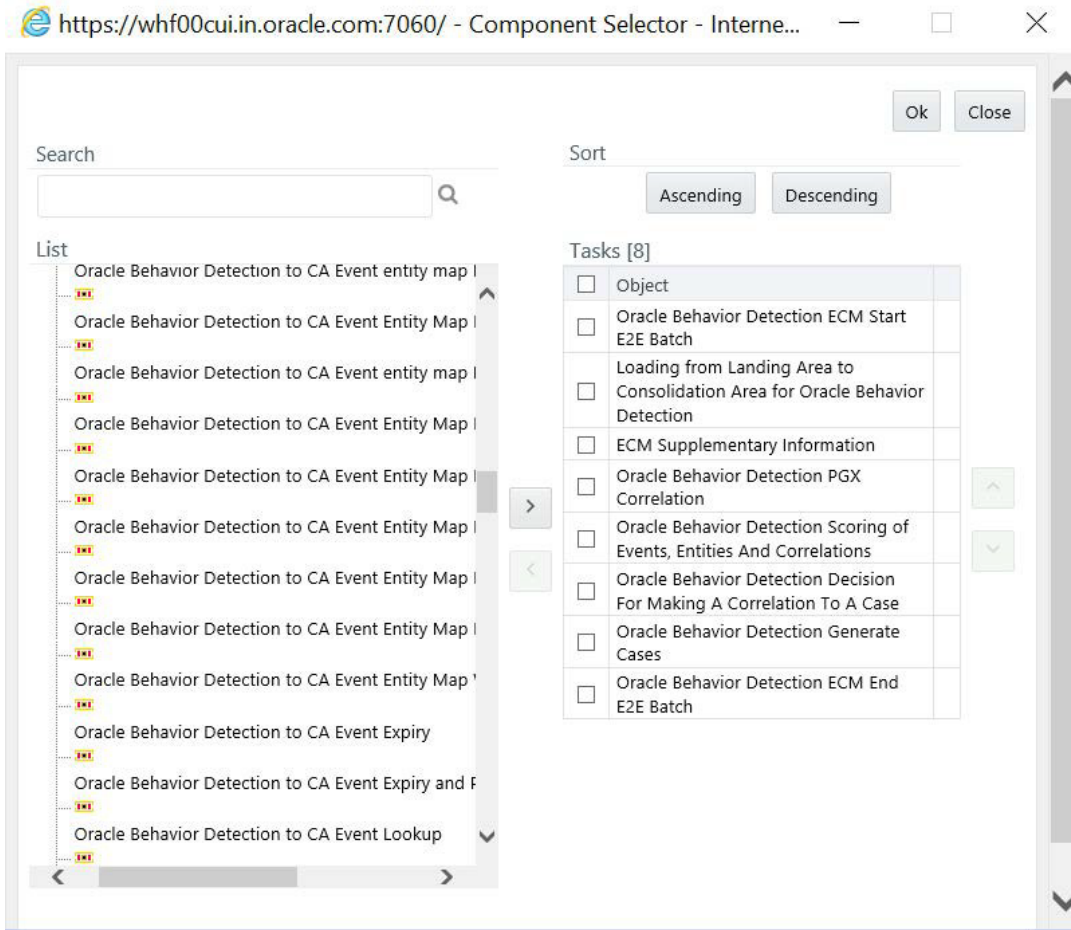 https://whf00cui.in.oracle.com:7060/ - Component Selector - Interne...
Ok
Close
Search
Sort
Ascending
Descending
List
Oracle Behavior Detection to CA Event entity map
Oracle Behavior Detection to CA Event Entity Map
Oracle Behavior Detection to CA Event entity map
Oracle Behavior Detection to CA Event Entity Map
Oracle Behavior Detection to CA Event Entity Map
Oracle Behavior Detection to CA Event Entity Map
Oracle Behavior Detection to CA Event Entity Map
Oracle Behavior Detection to CA Event Entity Map
Oracle Behavior Detection to CA Event Entity Map
Oracle Behavior Detection to CA Event Expiry
Oracle Behavior Detection to CA Event Expiry and
Oracle Behavior Detection to CA Event Lookup
Tasks [8]
Object
Oracle Behavior Detection ECM Start
E2E Batch
Loading from Landing Area to
Consolidation Area for Oracle Behavior
Detection
ECM Supplementary Information
Oracle Behavior Detection PGX
Correlation
Oracle Behavior Detection Scoring of
Events, Entities And Correlations
Oracle Behavior Detection Decision
For Making A Correlation To A Case
Oracle Behavior Detection Generate
Cases
Oracle Behavior Detection ECM End
E2E Batch